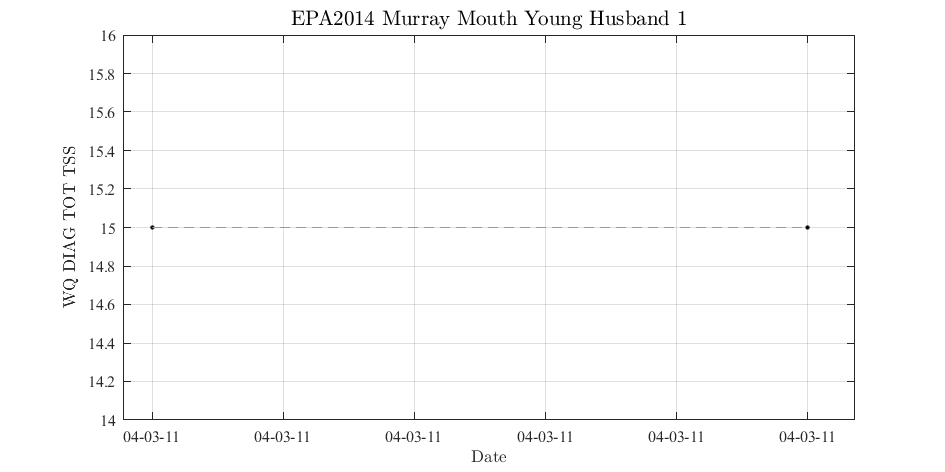 EPA2014 Murray Mouth Young Husband 1
16
15.8
15.6
15.4
15.2
15
14.8
14.6
14.4
14.2
14
WQ DIAG TOT TSS
04-03-11 04-03-11 04-03-11 04-03-11 04-03-11 04-03-11
Date